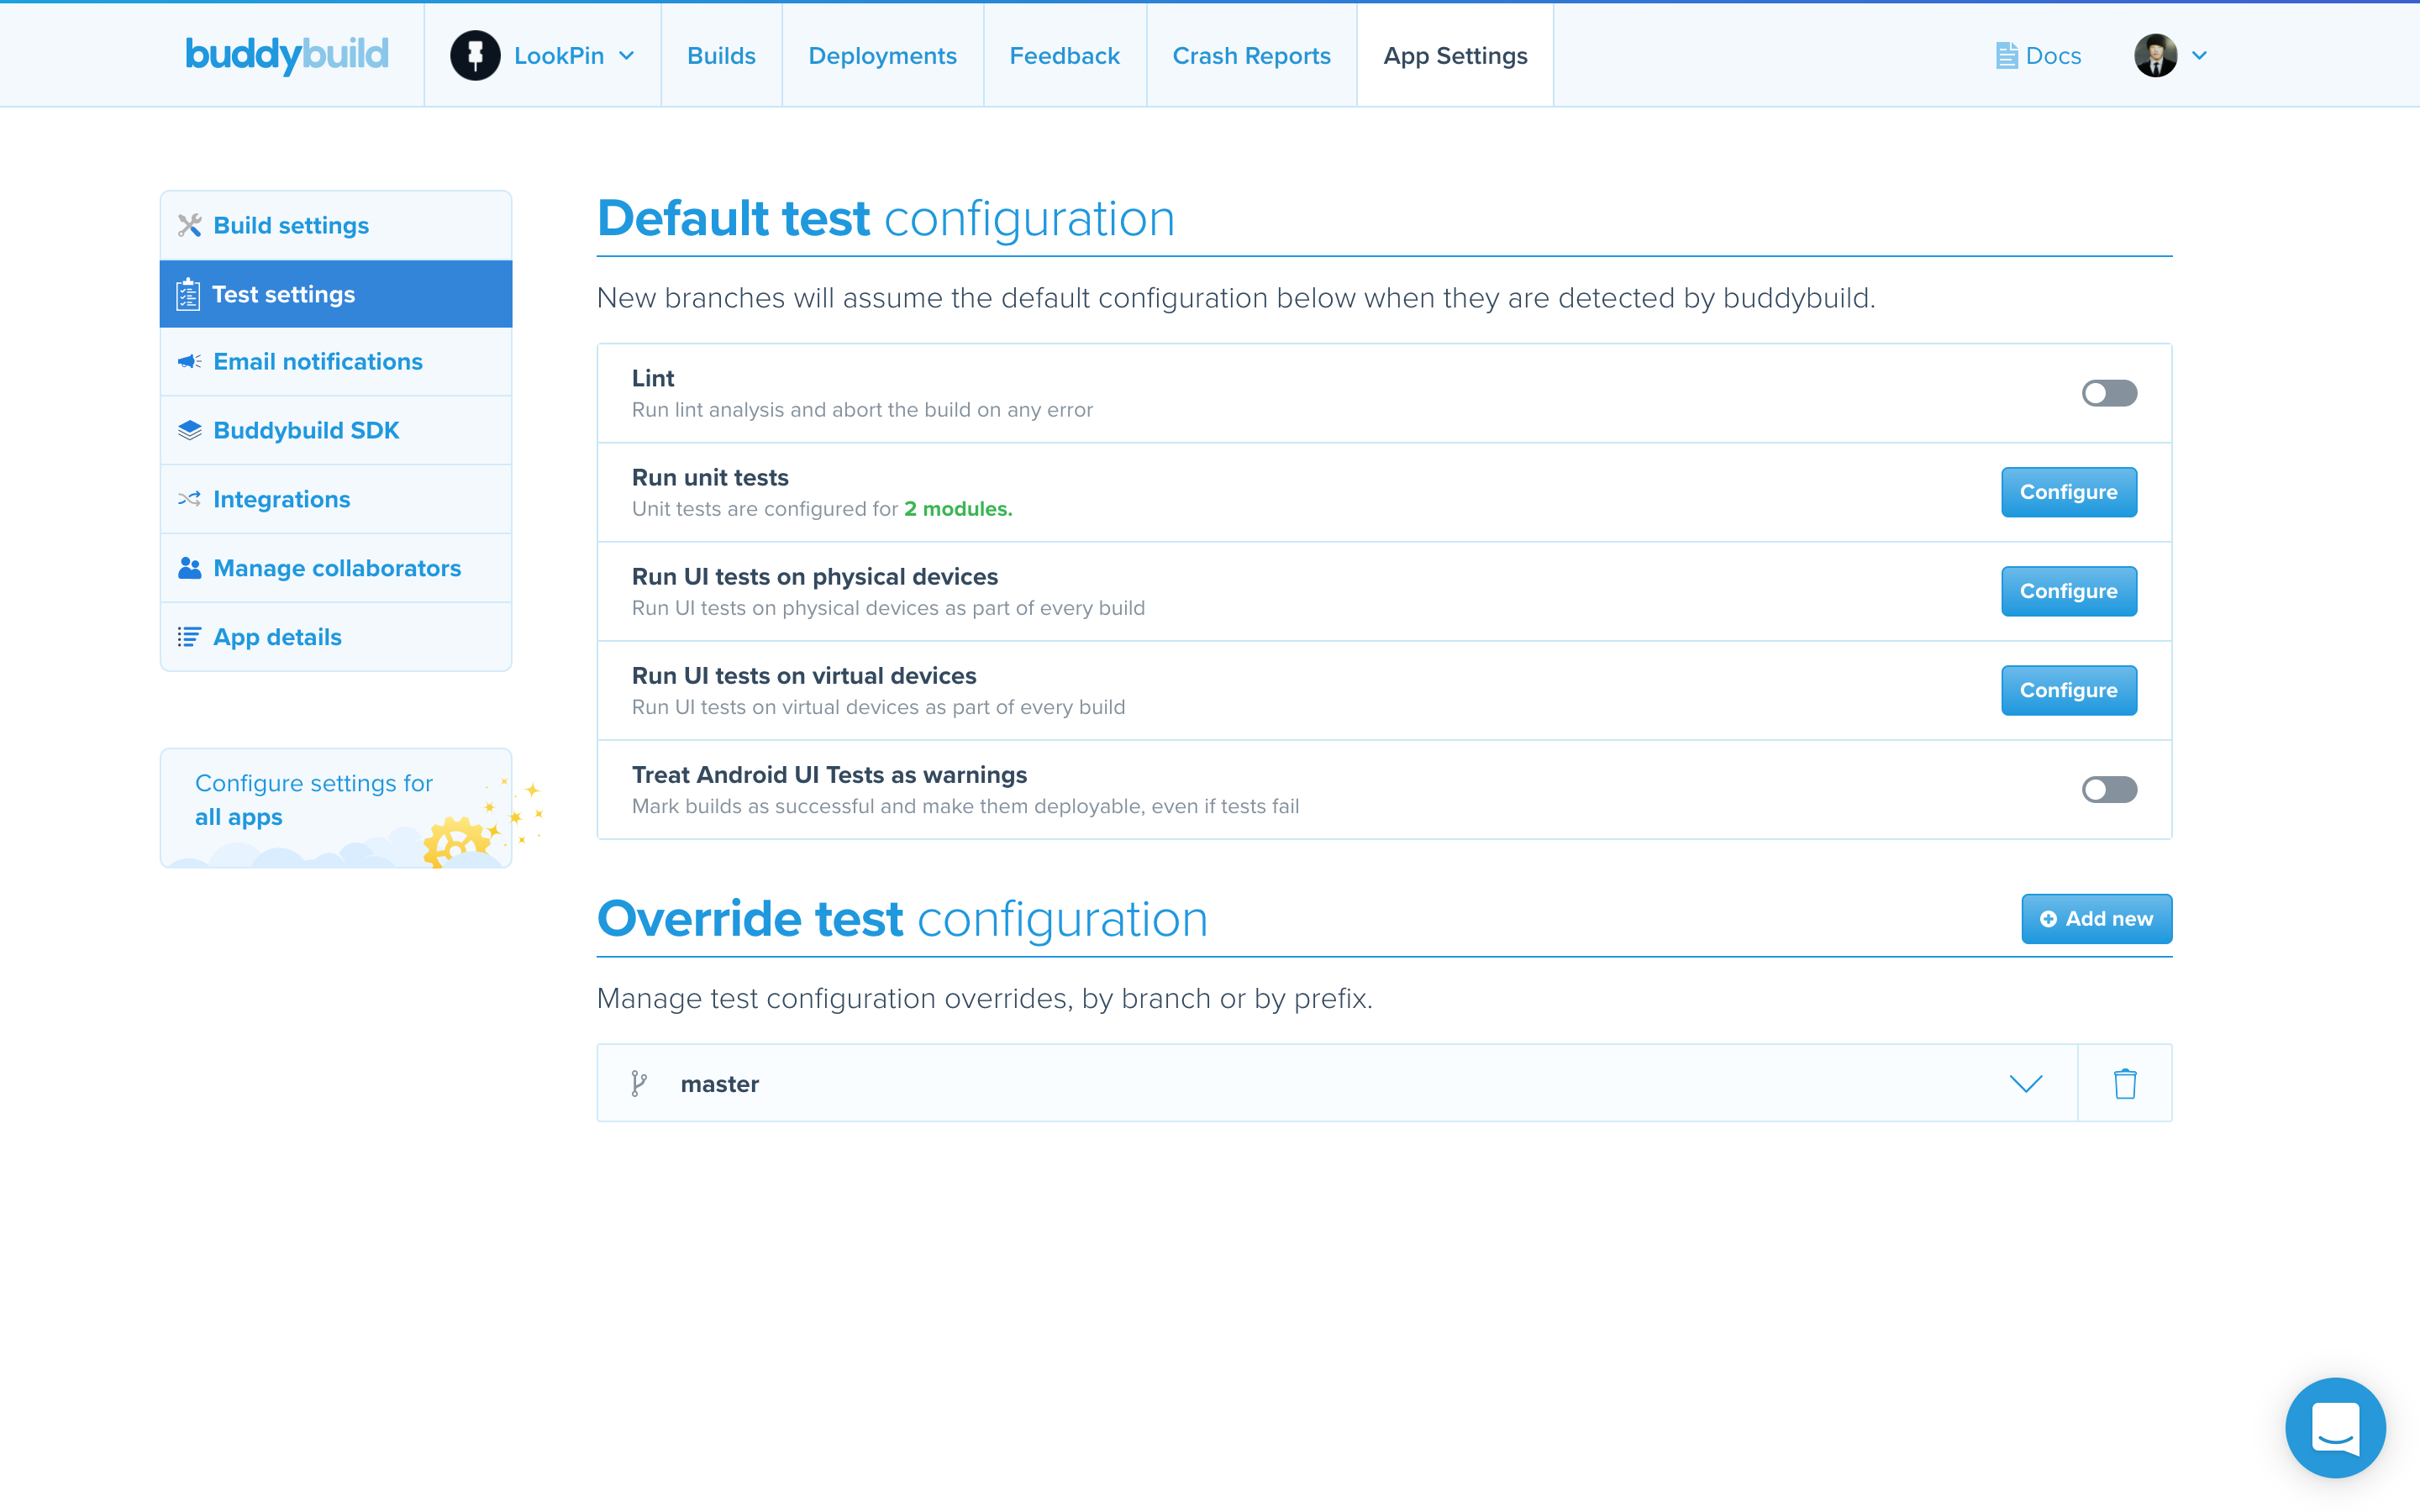 buddybuild
LookPin
Builds
Deployments
Feedback
Crash Reports
App Settings
Docs
Build settings
Test settings
Email notifications
Buddybuild SDK
Integrations
Manage collaborators
App details
Configure settings for
all apps
Default test configuration
New branches will assume the default configuration below when they are detected by buddybuild.
Lint
Run lint analysis and abort the build on any error
Run unit tests
Unit tests are configured for 2 modules.
Configure
Run UI tests on physical devices
Run UI tests on physical devices as part of every build
Configure
Run UI tests on virtual devices
Run UI tests on virtual devices as part of every build
Configure
Treat Android UI Tests as warnings
Mark builds as successful and make them deployable, even if tests fail
Override test configuration
Add new
Manage test configuration overrides, by branch or by prefix.
master